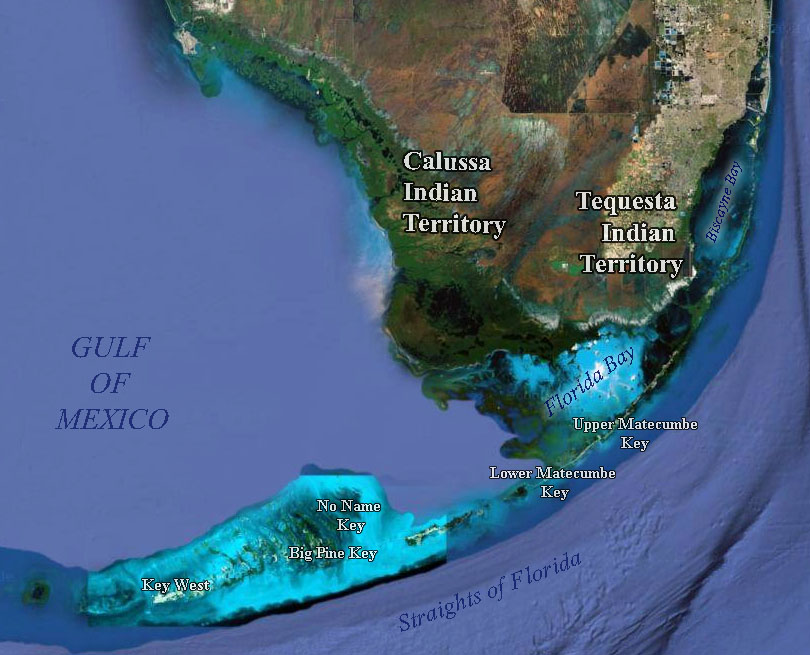 Calussa
Indian
Territory
Tequesta
Indian
Territory
Biscayne Bay
GULF
OF
MEXICO
Florida Bay
Upper Matecumbe
Key
Lower Matecumbe
Key
No Name
Key
Big Pine Key
Key West
Straights of Florida